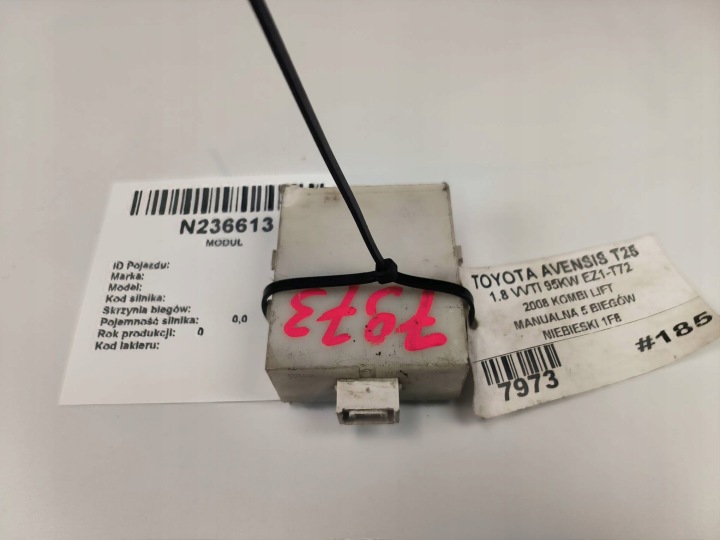 N236613
MODUŁ
ID Pojazdu:
Marka:
Model:
Kod silnika:
Skrzynia biegów:
Pojemność silnika: 0,0
Rok produkcji: 0
Kod lakieru:
7973
TOYOTA AVENSIS T25
1.8 VVTI 95KW EZ1-T72
2008 KOMBI LIFT
MANUALNA 5 BIEGÓW
NIEBIESKI 1F8
7973
#185